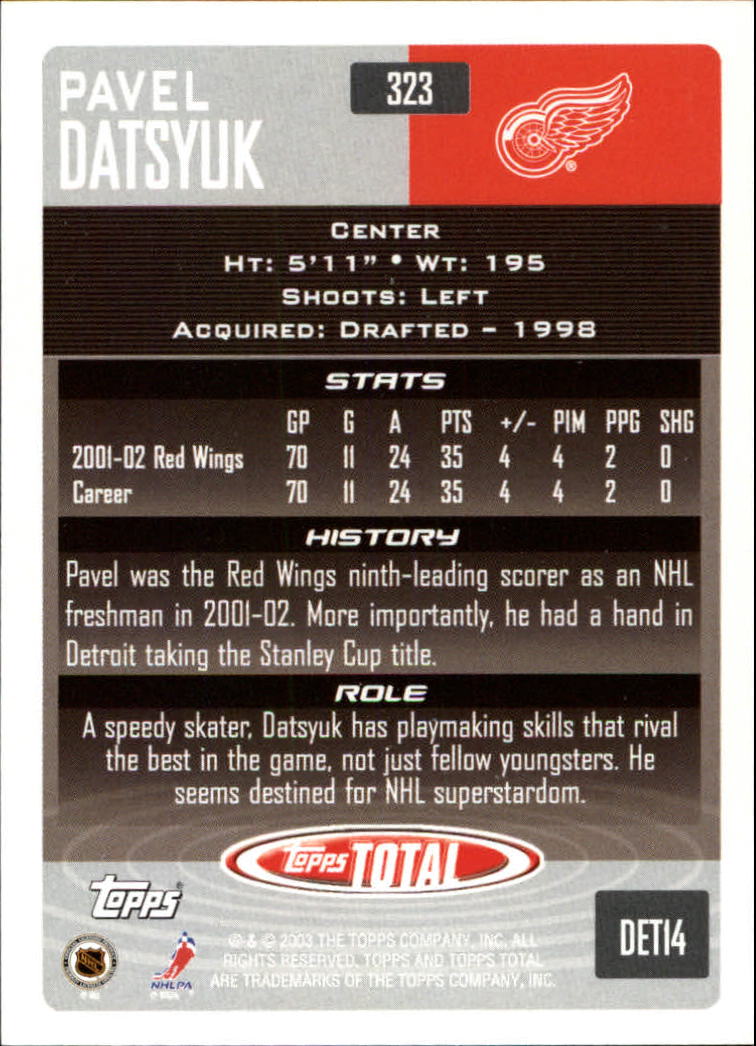 PAVEL
DATSYUK
323
®
CENTER
HT: 5'11" • WT: 195
SHOOTS: LEFT
ACQUIRED: DRAFTED – 1998
STATS
GP G A PTS +/- PIM PPG SHG
2001-02 Red Wings 70 11 24 35 4 4 2 0
Career 70 11 24 35 4 4 2 0
HISTORY
Pavel was the Red Wings ninth-leading scorer as an NHL
freshman in 2001-02. More importantly, he had a hand in
Detroit taking the Stanley Cup title.
ROLE
A speedy skater, Datsyuk has playmaking skills that rival
the best in the game, not just fellow youngsters. He
seems destined for NHL superstardom.
topps TOTAL
topps®
DET14
® & © 2003 THE TOPPS COMPANY, INC. ALL
RIGHTS RESERVED. TOPPS AND TOPPS TOTAL
ARE TRADEMARKS OF THE TOPPS COMPANY, INC.
NHL
NHLPA